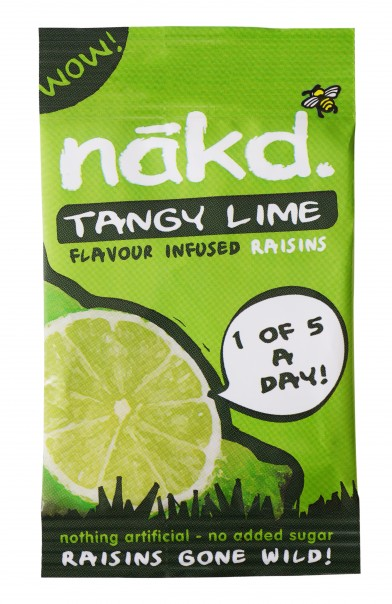 WOW!
nākd.
TANGY LIME
FLAVOUR INFUSED RAISINS
1 OF 5
A
DAY!
nothing artificial - no added sugar
RAISINS GONE WILD!